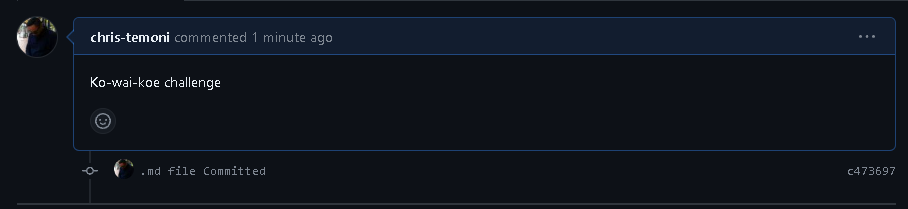 chris-temoni commented 1 minute ago
Ko-wai-koe challenge
.md file Committed c473697